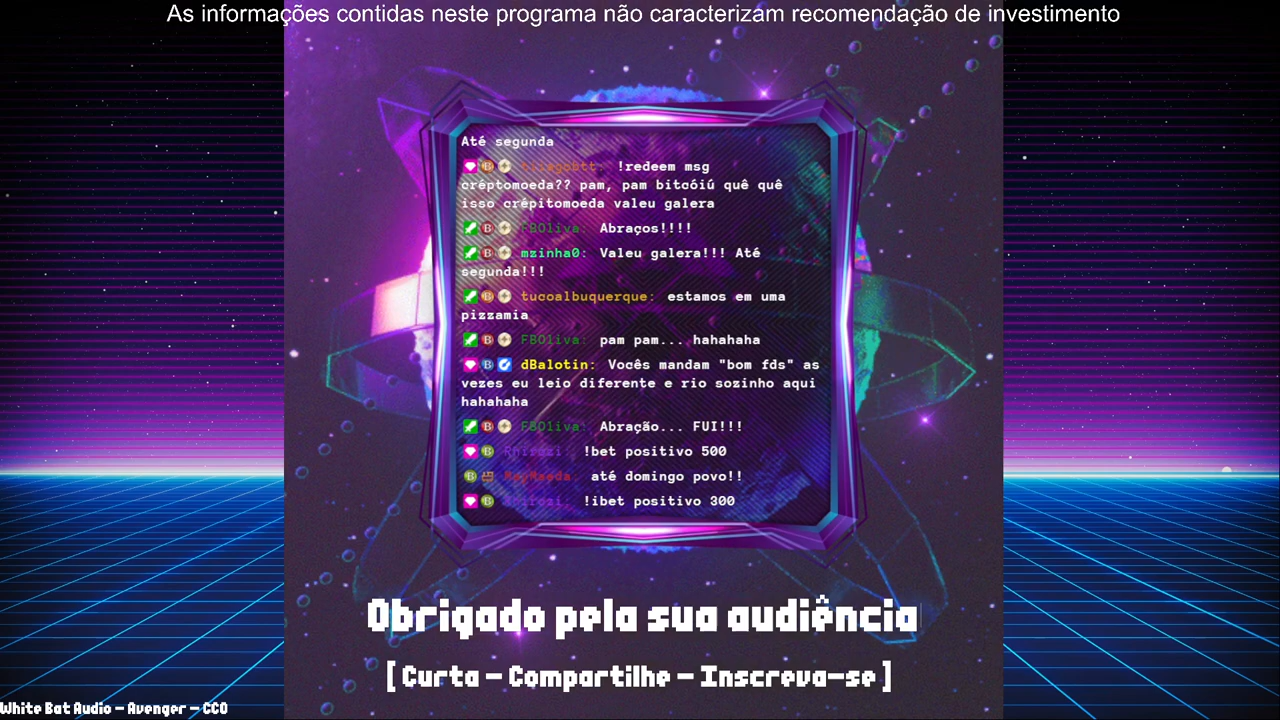 As informações contidas neste programa não caracterizam recomendação de investimento
Até segunda
!redeem msg
crêptomoeda?? pam, pam bitcóiú quê quê
isso crêpitomoeda valeu galera
FBOliva: Abraços!!!!
mzinha0: Valeu galera!!! Até
segunda!!!
tucoalbuquerque: estamos em uma
pizzamia
FBOliva: pam pam... hahahaha
dBalotin: Vocês mandam "bom fds" as
vezes eu leio diferente e rio sozinho aqui
hahahaha
FBOliva: Abração... FUI!!!
!bet positivo 500
até domingo povo!!
!ibet positivo 300
Obrigado pela sua audiência
[ Curta - Compartilhe - Inscreva-se ]
White Bat Audio - Avenger - CC0